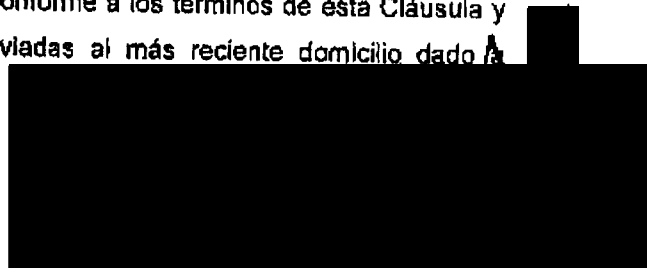 onforme a los términos de esta Cláusula y
viadas al más reciente domicilio dado a